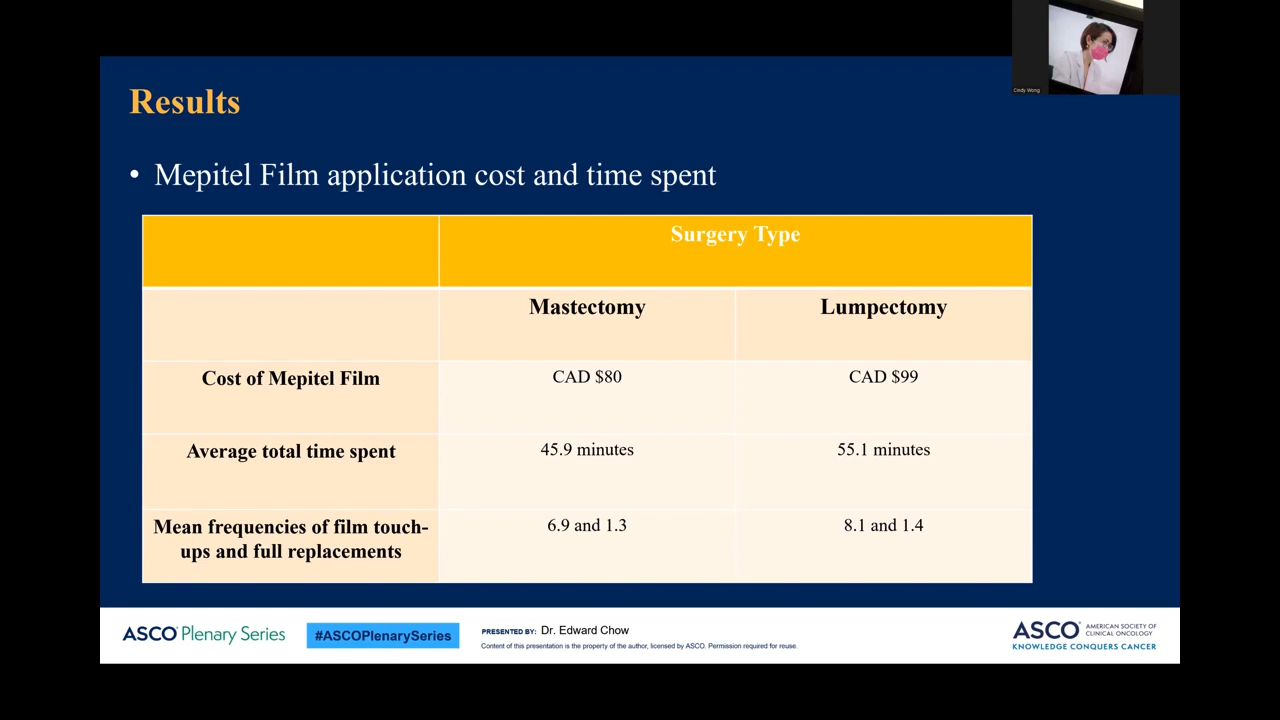 Cindy Wong
Results
• Mepitel Film application cost and time spent
Surgery Type
Mastectomy Lumpectomy
Cost of Mepitel Film CAD $80 CAD $99
Average total time spent 45.9 minutes 55.1 minutes
Mean frequencies of film touch-
ups and full replacements 6.9 and 1.3 8.1 and 1.4
ASCO Plenary Series
#ASCOPlenarySeries
PRESENTED BY: Dr. Edward Chow
Content of this presentation is the property of the author, licensed by ASCO. Permission required for reuse.
ASCO AMERICAN SOCIETY OF
CLINICAL ONCOLOGY
KNOWLEDGE CONQUERS CANCER